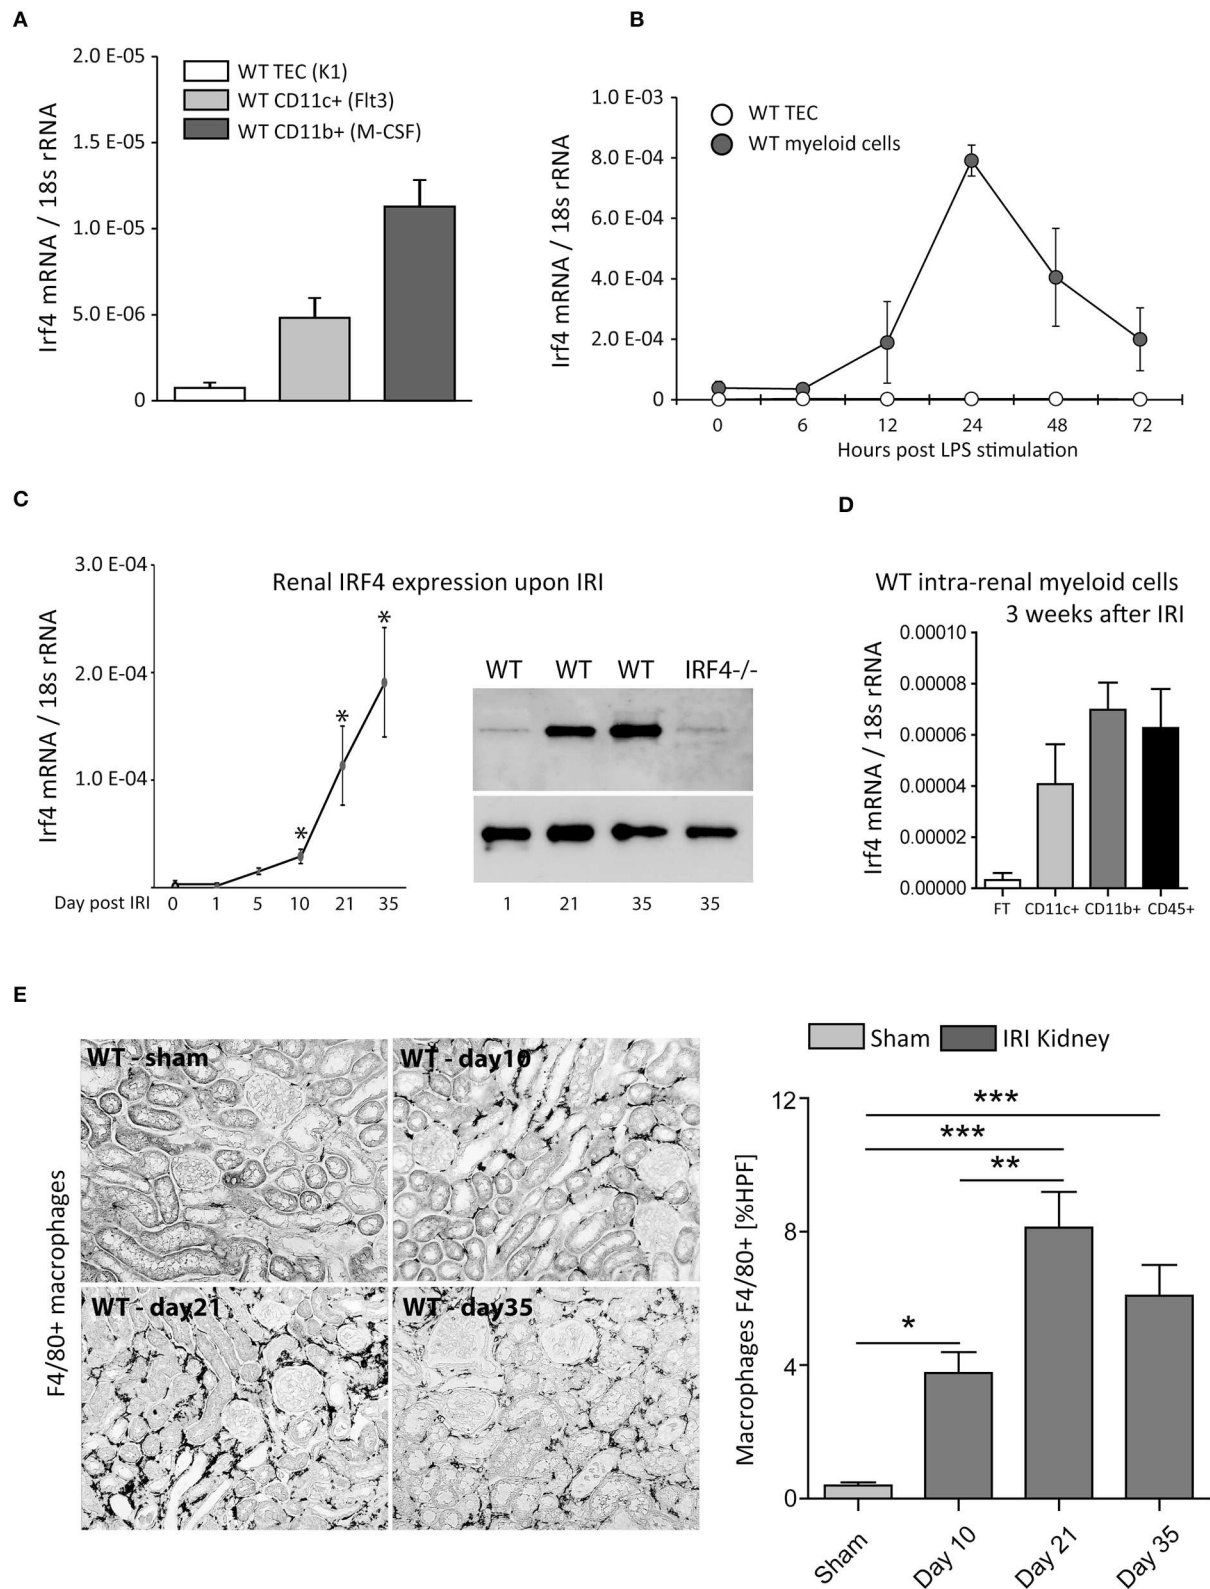 A
Irf4 mRNA / 18s rRNA
2.0 E-05
1.5 E-05
1.0 E-05
5.0 E-06
0
WT TEC (K1)
WT CD11c+ (Flt3)
WT CD11b+ (M-CSF)
B
Irf4 mRNA / 18s rRNA
1.0 E-03
8.0 E-04
6.0 E-04
4.0 E-04
2.0 E-04
0
WT TEC
WT myeloid cells
0 6 12 24 48 72
Hours post LPS stimulation
C
Renal IRF4 expression upon IRI
Irf4 mRNA / 18s rRNA
3.0 E-04
2.0 E-04
1.0 E-04
* * *
Day post IRI 0 1 5 10 21 35
WT WT WT IRF4-/-
1 21 35 35
D
WT intra-renal myeloid cells
3 weeks after IRI
Irf4 mRNA / 18s rRNA
0.00010
0.00008
0.00006
0.00004
0.00002
0.00000
FT CD11c+ CD11b+ CD45+
E
F4/80+ macrophages
WT - sham
WT - day10
WT - day21
WT - day35
Sham IRI Kidney
Macrophages F4/80+ [%HPF]
12
8
4
0
***
***
**
*
Sham Day 10 Day 21 Day 35